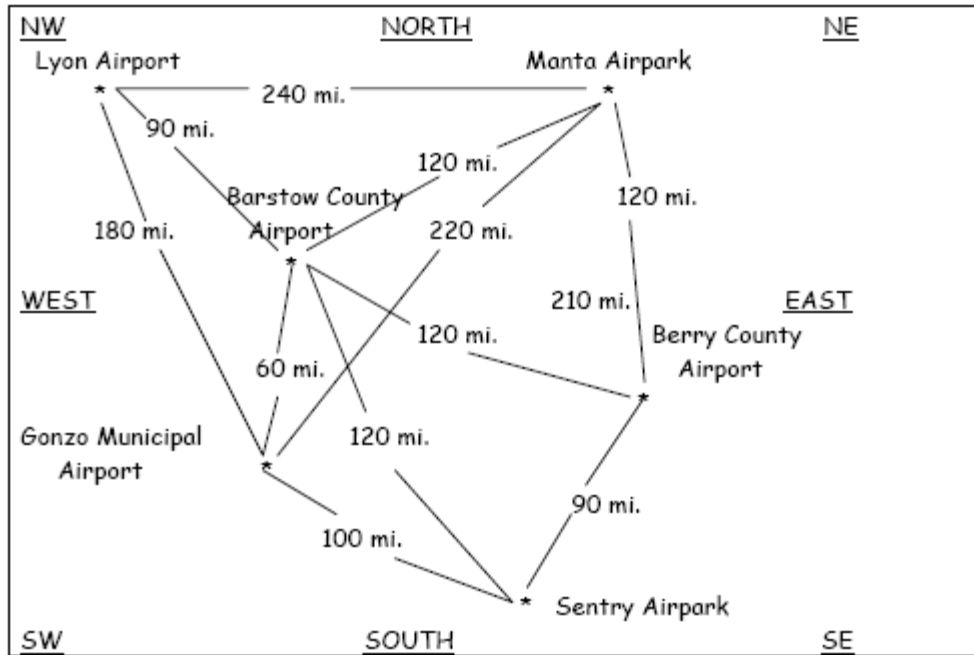 NW NORTH NE
Lyon Airport Manta Airpark
* *
240 mi.
90 mi.
120 mi.
120 mi.
Barstow County
Airport
180 mi. 220 mi.
*
WEST 210 mi. EAST
120 mi. Berry County
Airport
60 mi.
*
Gonzo Municipal 120 mi.
Airport
*
90 mi.
100 mi.
* Sentry Airpark
SW SOUTH SE